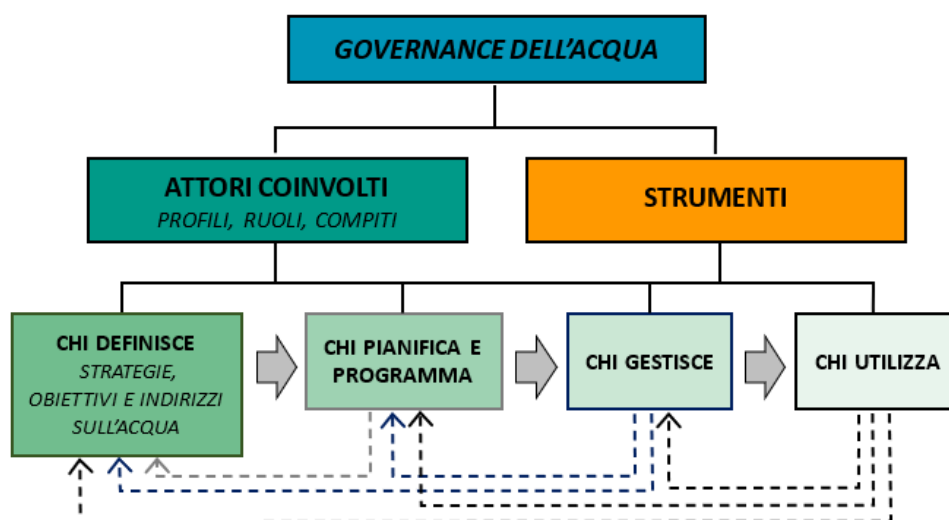 GOVERNANCE DELL'ACQUA
ATTORI COINVOLTI
PROFILI, RUOLI, COMPITI
STRUMENTI
CHI DEFINISCE
STRATEGIE,
OBIETTIVI E INDIRIZZI
SULL'ACQUA
CHI PIANIFICA E
PROGRAMMA
CHI GESTISCE
CHI UTILIZZA